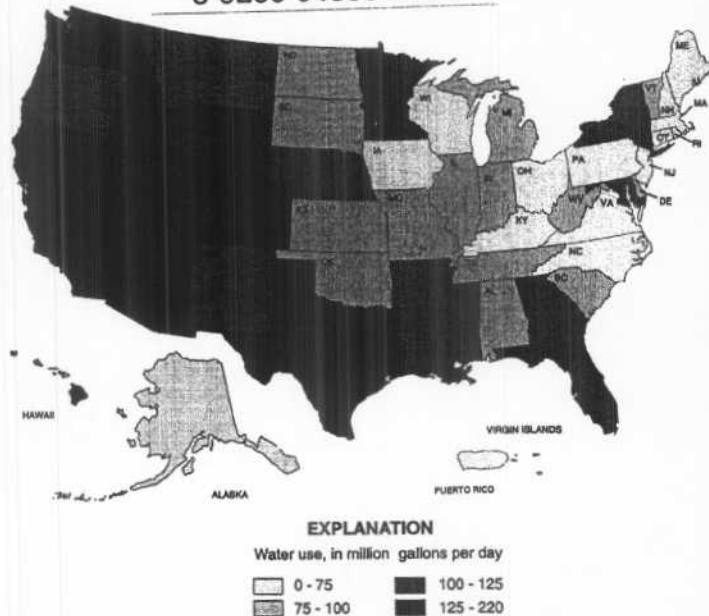 ND
ME
VT
NH
MA
SD
WI
MI
CT
RI
IA
PA
NJ
OH
IL
IN
DE
MO
WV
VA
KS
KY
NC
OK
SC
AL
HAWAII
VIRGIN ISLANDS
ALASKA
PUERTO RICO
EXPLANATION
Water use, in million gallons per day
0 - 75
100 - 125
75 - 100
125 - 220